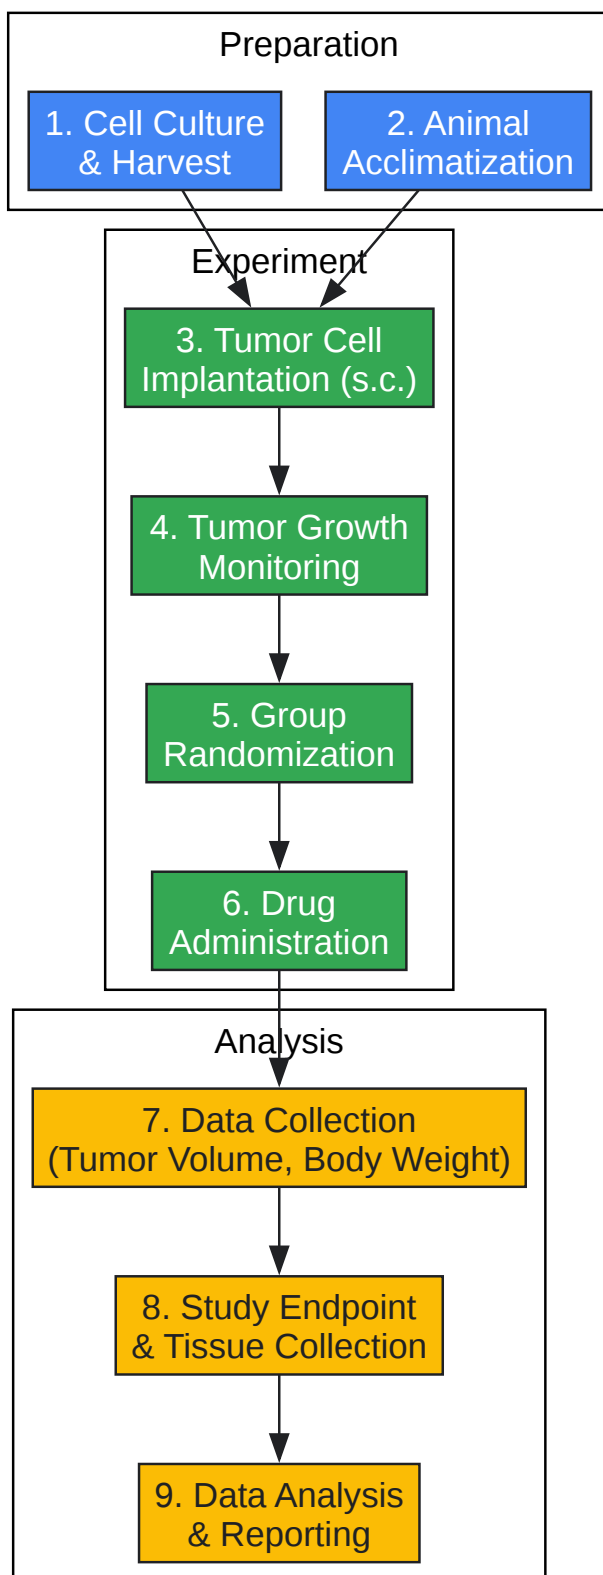 Preparation
1. Cell Culture
& Harvest
2. Animal
Acclimatization
Experiment
3. Tumor Cell
Implantation (s.c.)
4. Tumor Growth
Monitoring
5. Group
Randomization
6. Drug
Administration
Analysis
7. Data Collection
(Tumor Volume, Body Weight)
8. Study Endpoint
& Tissue Collection
9. Data Analysis
& Reporting